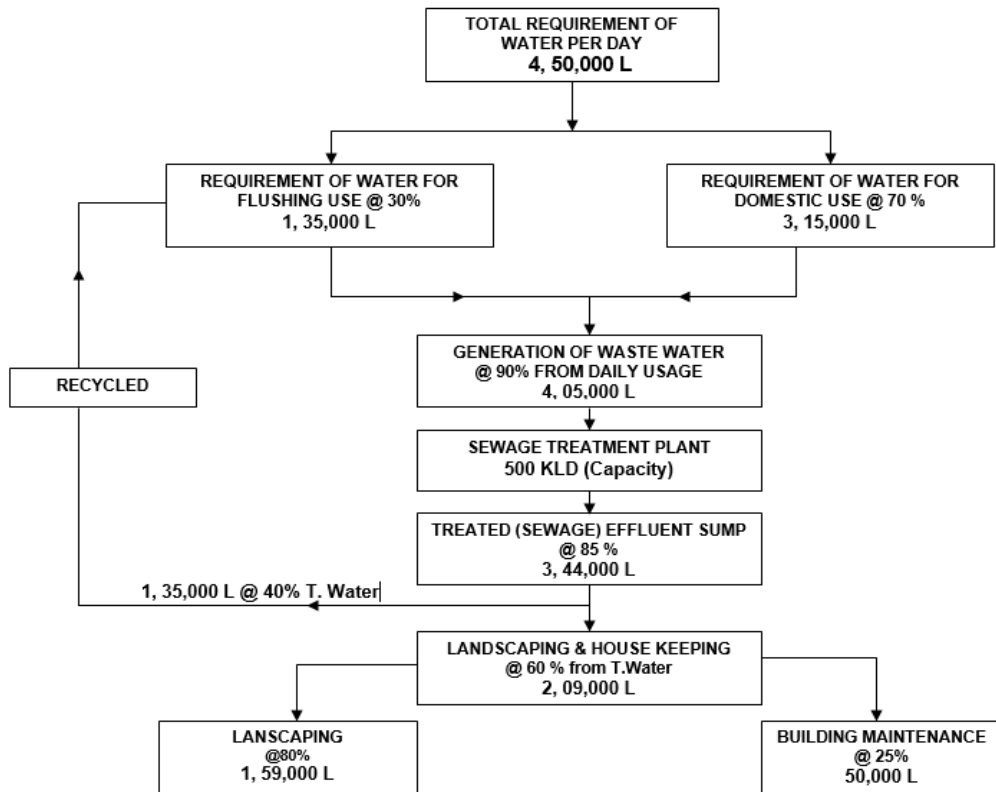 TOTAL REQUIREMENT OF
WATER PER DAY
4, 50,000 L
REQUIREMENT OF WATER FOR
FLUSHING USE @ 30%
1, 35,000 L
REQUIREMENT OF WATER FOR
DOMESTIC USE @ 70 %
3, 15,000 L
GENERATION OF WASTE WATER
@ 90% FROM DAILY USAGE
4, 05,000 L
RECYCLED
SEWAGE TREATMENT PLANT
500 KLD (Capacity)
TREATED (SEWAGE) EFFLUENT SUMP
@ 85 %
3, 44,000 L
1, 35,000 L @ 40% T. Water
LANDSCAPING & HOUSE KEEPING
@ 60 % from T.Water
2, 09,000 L
LANSCAPING
@80%
1, 59,000 L
BUILDING MAINTENANCE
@ 25%
50,000 L